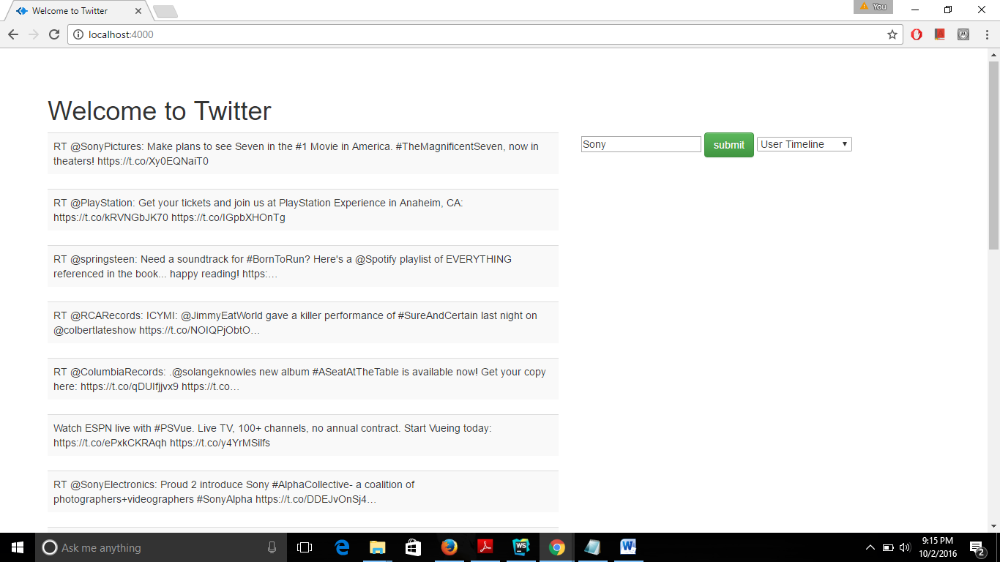 Welcome to Twitter
You
localhost:4000
Welcome to Twitter
RT @SonyPictures: Make plans to see Seven in the #1 Movie in America. #TheMagnificentSeven, now in
theaters! https://t.co/Xy0EQNaiT0
Sony
submit
User Timeline
RT @PlayStation: Get your tickets and join us at PlayStation Experience in Anaheim, CA:
https://t.co/kRVNGbJK70 https://t.co/IGpbXHOnTg
RT @springsteen: Need a soundtrack for #BornToRun? Here's a @Spotify playlist of EVERYTHING
referenced in the book... happy reading! https:…
RT @RCARecords: ICYMI: @JimmyEatWorld gave a killer performance of #SureAndCertain last night on
@colbertlateshow https://t.co/NOIQPjObtO…
RT @ColumbiaRecords: .@solangeknowles new album #ASeatAtTheTable is available now! Get your copy
here: https://t.co/qDUIfjjvx9 https://t.co…
Watch ESPN live with #PSVue. Live TV, 100+ channels, no annual contract. Start Vueing today:
https://t.co/ePxkCKRAqh https://t.co/y4YrMSilfs
RT @SonyElectronics: Proud 2 introduce Sony #AlphaCollective- a coalition of
photographers+videographers #SonyAlpha https://t.co/DDEJvOnSj4…
Ask me anything
WS
W
9:15 PM
10/2/2016
2